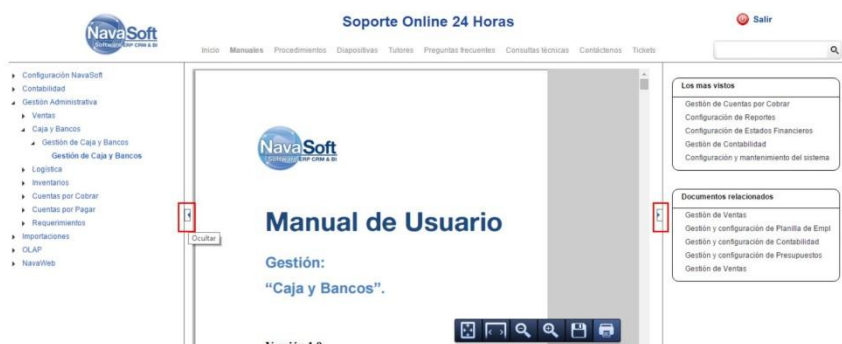 NavaSoft
Software ERP CRM & BI
Soporte Online 24 Horas
Salir
Inicio Manuales Procedimientos Diapositivas Tutores Preguntas frecuentes Consultas técnicas Contáctenos Tickets
Configuración NavaSoft
Contabilidad
Gestión Administrativa
Ventas
Caja y Bancos
Gestión de Caja y Bancos
Gestión de Caja y Bancos
Logística
Inventarios
Cuentas por Cobrar
Cuentas por Pagar
Requerimientos
Importaciones
OLAP
NavaWeb
Ocultar
NavaSoft
Software ERP CRM & BI
Manual de Usuario
Gestión:
“Caja y Bancos”.
Los mas vistos
Gestión de Cuentas por Cobrar
Configuración de Reportes
Configuración de Estados Financieros
Gestión de Contabilidad
Configuración y mantenimiento del sistema
Documentos relacionados
Gestión de Ventas
Gestión y configuración de Planilla de Empl
Gestión y configuración de Contabilidad
Gestión y configuración de Presupuestos
Gestión de Ventas